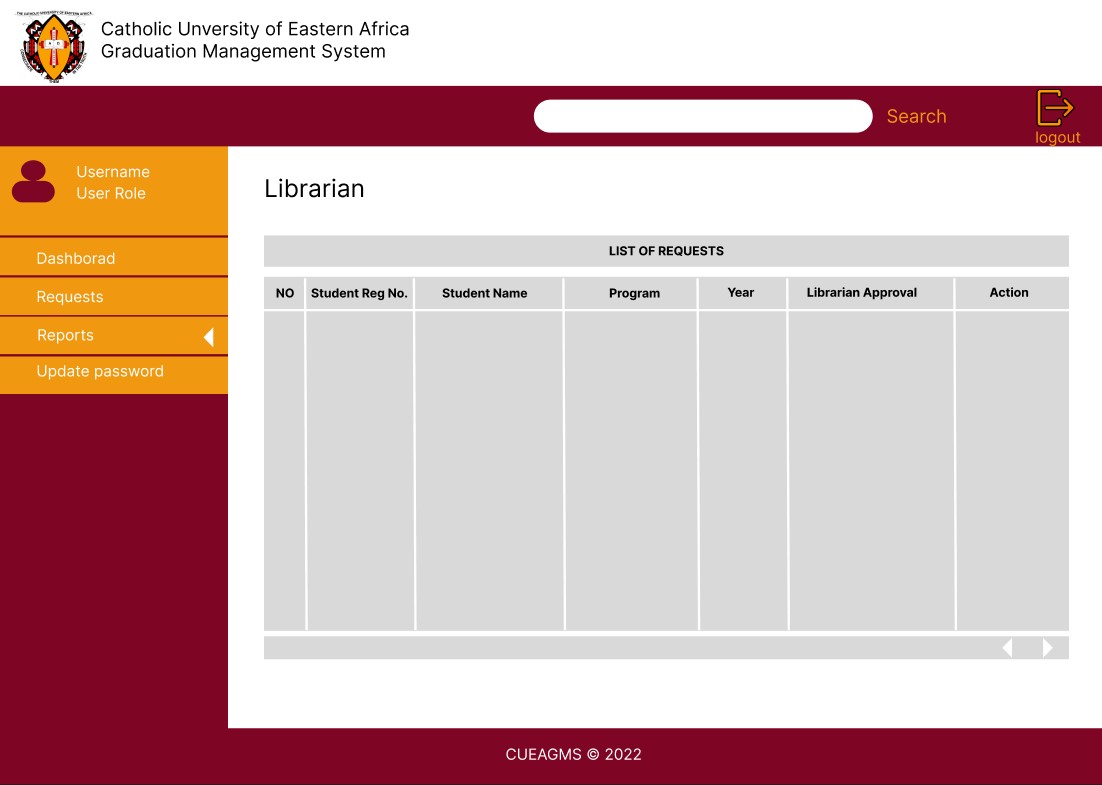 THE CATHOLIC UNIVERSITY OF EASTERN AFRICA
Catholic Unversity of Eastern Africa
Graduation Management System
Search
logout
Username
User Role
Dashborad
Requests
Reports
Update password
Librarian
LIST OF REQUESTS
NO Student Reg No. Student Name Program Year Librarian Approval Action
CUEAGMS © 2022